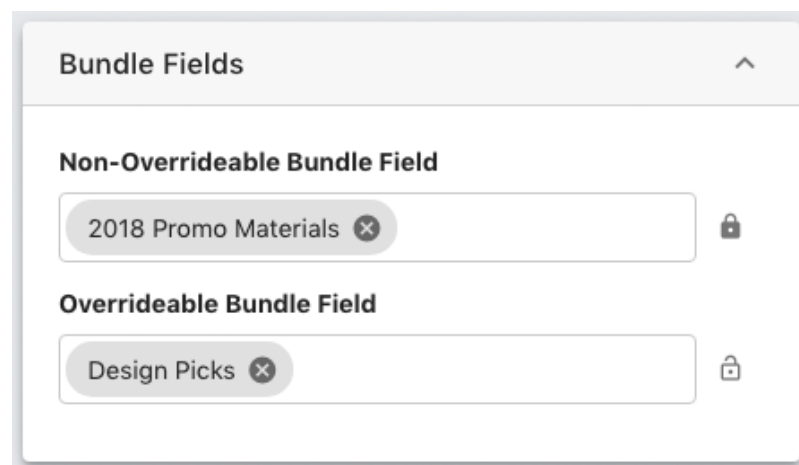 Bundle Fields
Non-Overrideable Bundle Field
2018 Promo Materials
Overrideable Bundle Field
Design Picks